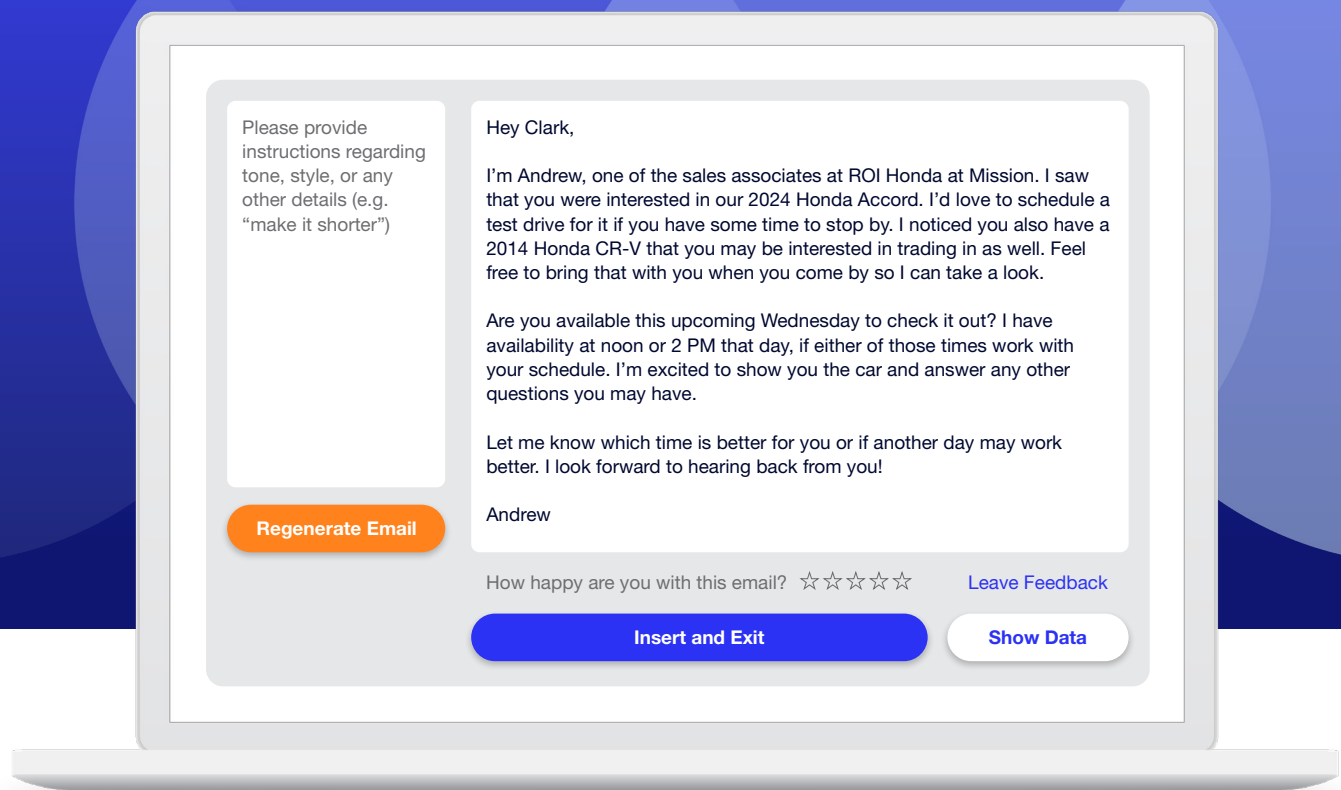 Please provide
instructions regarding
tone, style, or any
other details (e.g.
“make it shorter”)
Regenerate Email
Hey Clark,
I’m Andrew, one of the sales associates at ROI Honda at Mission. I saw
that you were interested in our 2024 Honda Accord. I’d love to schedule a
test drive for it if you have some time to stop by. I noticed you also have a
2014 Honda CR-V that you may be interested in trading in as well. Feel
free to bring that with you when you come by so I can take a look.
Are you available this upcoming Wednesday to check it out? I have
availability at noon or 2 PM that day, if either of those times work with
your schedule. I’m excited to show you the car and answer any other
questions you may have.
Let me know which time is better for you or if another day may work
better. I look forward to hearing back from you!
Andrew
How happy are you with this email? ☆☆☆☆☆ Leave Feedback
Insert and Exit
Show Data